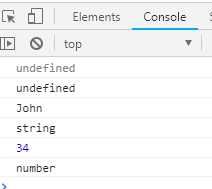 Elements Console
top
undefined
undefined
John
string
34
number